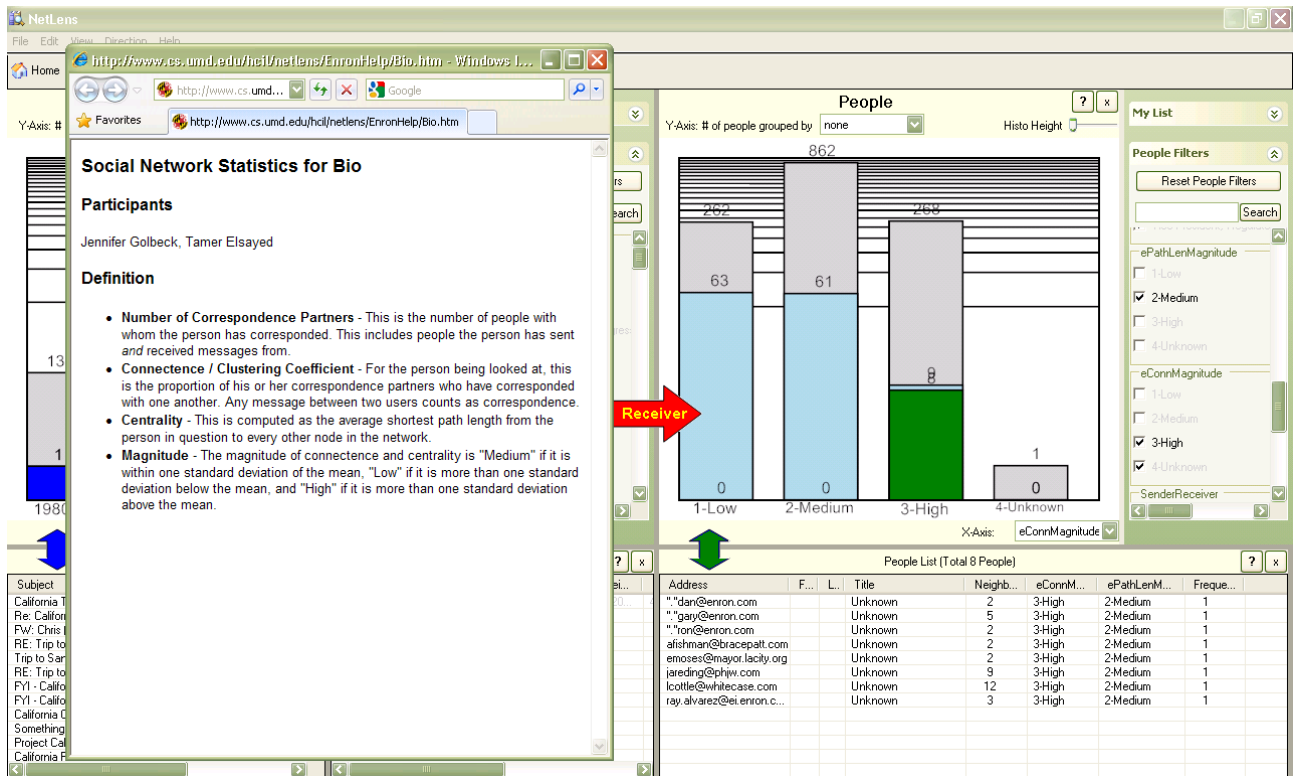 NetLens
File Edit View Direction Help
Home
http://www.cs.umd.edu/hcil/netlens/EnronHelp/Bio.htm - Windows I...
http://www.cs.umd...
Google
Favorites
http://www.cs.umd.edu/hcil/netlens/EnronHelp/Bio.htm
Social Network Statistics for Bio
Participants
Jennifer Golbeck, Tamer Elsayed
Definition
• Number of Correspondence Partners - This is the number of people with
whom the person has corresponded. This includes people the person has sent
and received messages from.
• Connectence / Clustering Coefficient - For the person being looked at, this
is the proportion of his or her correspondence partners who have corresponded
with one another. Any message between two users counts as correspondence.
• Centrality - This is computed as the average shortest path length from the
person in question to every other node in the network.
• Magnitude - The magnitude of connectence and centrality is "Medium" if it is
within one standard deviation of the mean, "Low" if it is more than one standard
deviation below the mean, and "High" if it is more than one standard deviation
above the mean.
Y-Axis: #
13
1
1980
Subject
California T
Re: Californ
FW: Chris
RE: Trip to
Trip to San
RE: Trip to
FYI - Califo
FYI - Califo
California C
Something
Project Cal
California F
Receiver
People
? x
Y-Axis: # of people grouped by none
Histo Height
862
262
268
63
61
9
8
1
0
0
0
1-Low
2-Medium
3-High
4-Unknown
X-Axis: eConnMagnitude
My List
People Filters
Reset People Filters
Search
ePathLenMagnitude
1-Low
2-Medium
3-High
4-Unknown
eConnMagnitude
1-Low
2-Medium
3-High
4-Unknown
SenderReceiver
? x
People List (Total 8 People)
? x
Address F... L.. Title Neighb... eConnM... ePathLenM... Freque...
"."dan@enron.com Unknown 2 3-High 2-Medium 1
"."gary@enron.com Unknown 5 3-High 2-Medium 1
"."ron@enron.com Unknown 2 3-High 2-Medium 1
afishman@bracepatt.com Unknown 2 3-High 2-Medium 1
emoses@mayor.lacity.org Unknown 2 3-High 2-Medium 1
jareding@phjw.com Unknown 9 3-High 2-Medium 1
lcottle@whitecase.com Unknown 12 3-High 2-Medium 1
ray.alvarez@ei.enron.c... Unknown 3 3-High 2-Medium 1